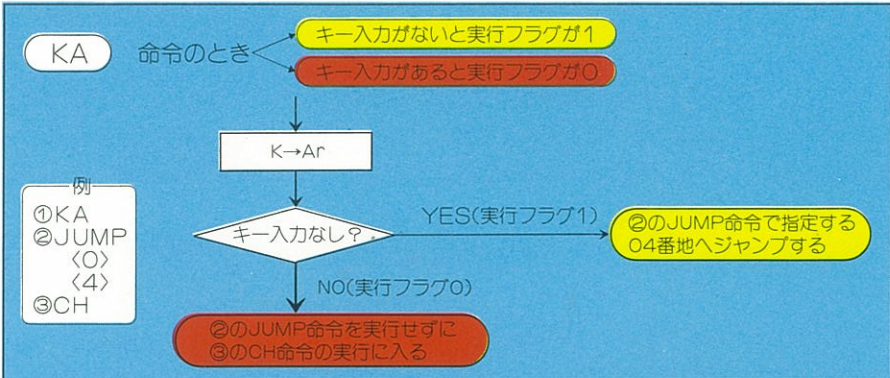 KA
命令のとき
キー入力がないと実行フラグが1
キー入力があると実行フラグが0
K→Ar
例
①KA
②JUMP
〈0〉
〈4〉
③CH
キー入力なし？
YES(実行フラグ1)
②のJUMP命令で指定する
04番地へジャンプする
NO(実行フラグ0)
②のJUMP命令を実行せずに
③のCH命令の実行に入る